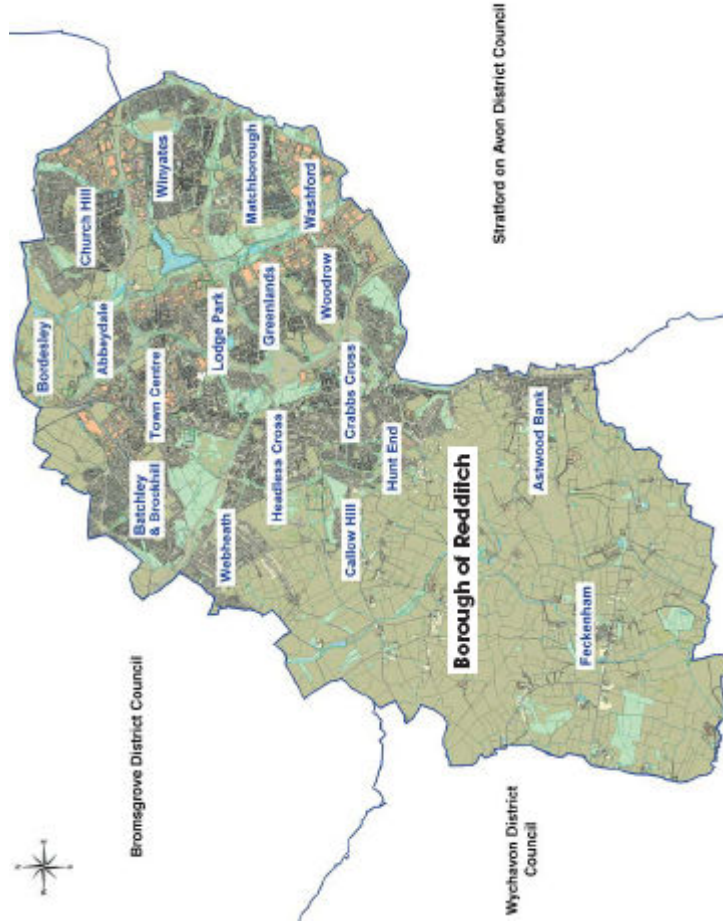 Bordesley
Church Hill
Abbeydale
Winyates
Town Centre
Batchley
& Brockhill
Matchborough
Lodge Park
Washford
Greenlands
Woodrow
Webheath
Headless Cross
Crabbs Cross
Callow Hill
Hunt End
Astwood Bank
Borough of Redditch
Feckenham
Bromsgrove District Council
Stratford on Avon District Council
Wychavon District
Council